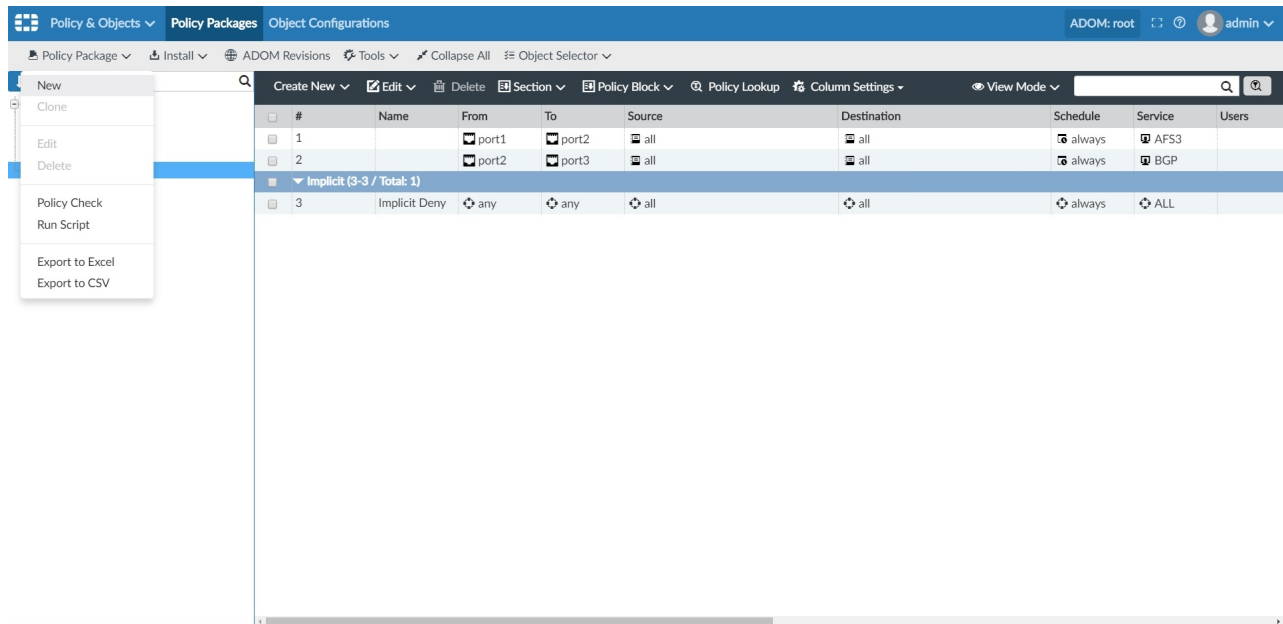 Policy & Objects Policy Packages Object Configurations ADOM: root admin
Policy Package Install ADOM Revisions Tools Collapse All Object Selector
New
Clone
Edit
Delete
Policy Check
Run Script
Export to Excel
Export to CSV
Create New Edit Delete Section Policy Block Policy Lookup Column Settings View Mode
# Name From To Source Destination Schedule Service Users
1 port1 port2 all all always AFS3
2 port2 port3 all all always BGP
Implicit (3-3 / Total: 1)
3 Implicit Deny any any all all always ALL